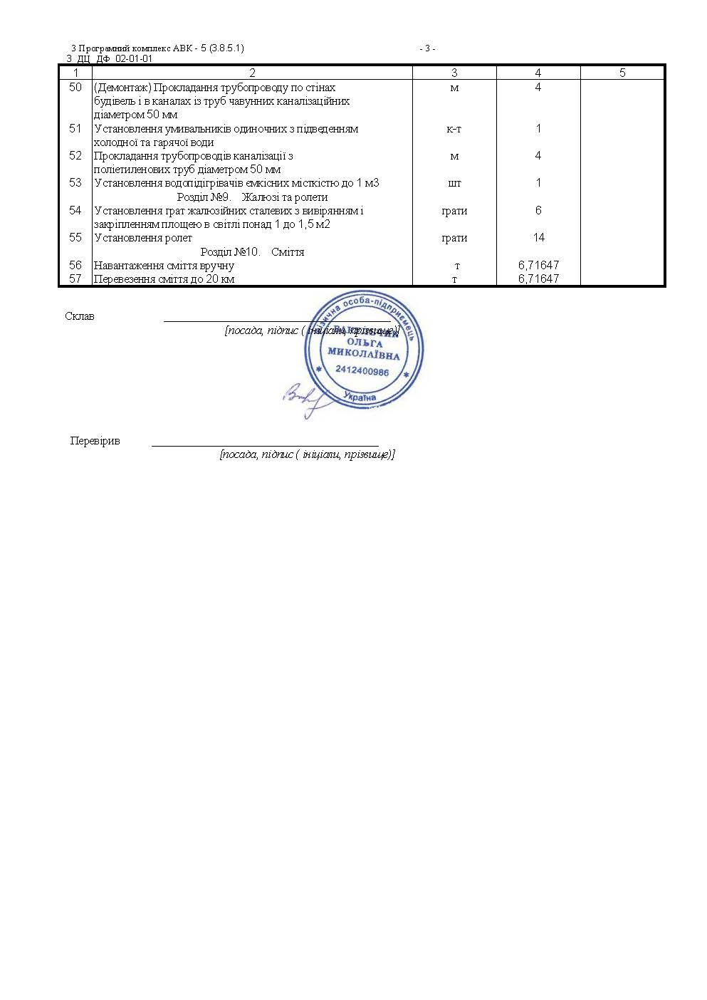 3 Програмний комплекс АВК - 5 (3.8.5.1) - 3 -
3_ДЦ_ДФ_02-01-01
1 2 3 4 5
50 (Демонтаж) Прокладання трубопроводу по стінах м 4
будівель і в каналах із труб чавунних каналізаційних
діаметром 50 мм
51 Установлення умивальників одиночних з підведенням к-т 1
холодної та гарячої води
52 Прокладання трубопроводів каналізації з м 4
поліетиленових труб діаметром 50 мм
53 Установлення водопідігрівачів ємкісних місткістю до 1 м3 шт 1
Розділ №9. Жалюзі та ролети
54 Установлення грат жалюзійних сталевих з вивірянням і грати 6
закріпленням площею в світлі понад 1 до 1,5 м2
55 Установлення ролет грати 14
Розділ №10. Сміття
56 Навантаження сміття вручну т 6,71647
57 Перевезення сміття до 20 км т 6,71647
Склав
[посада, підпис ( ініціали, прізвище)]
Фізична особа-підприємець
ОЛЬГА
МИКОЛАЇВНА
2412400986
* Україна *
Перевірив
[посада, підпис ( ініціали, прізвище)]